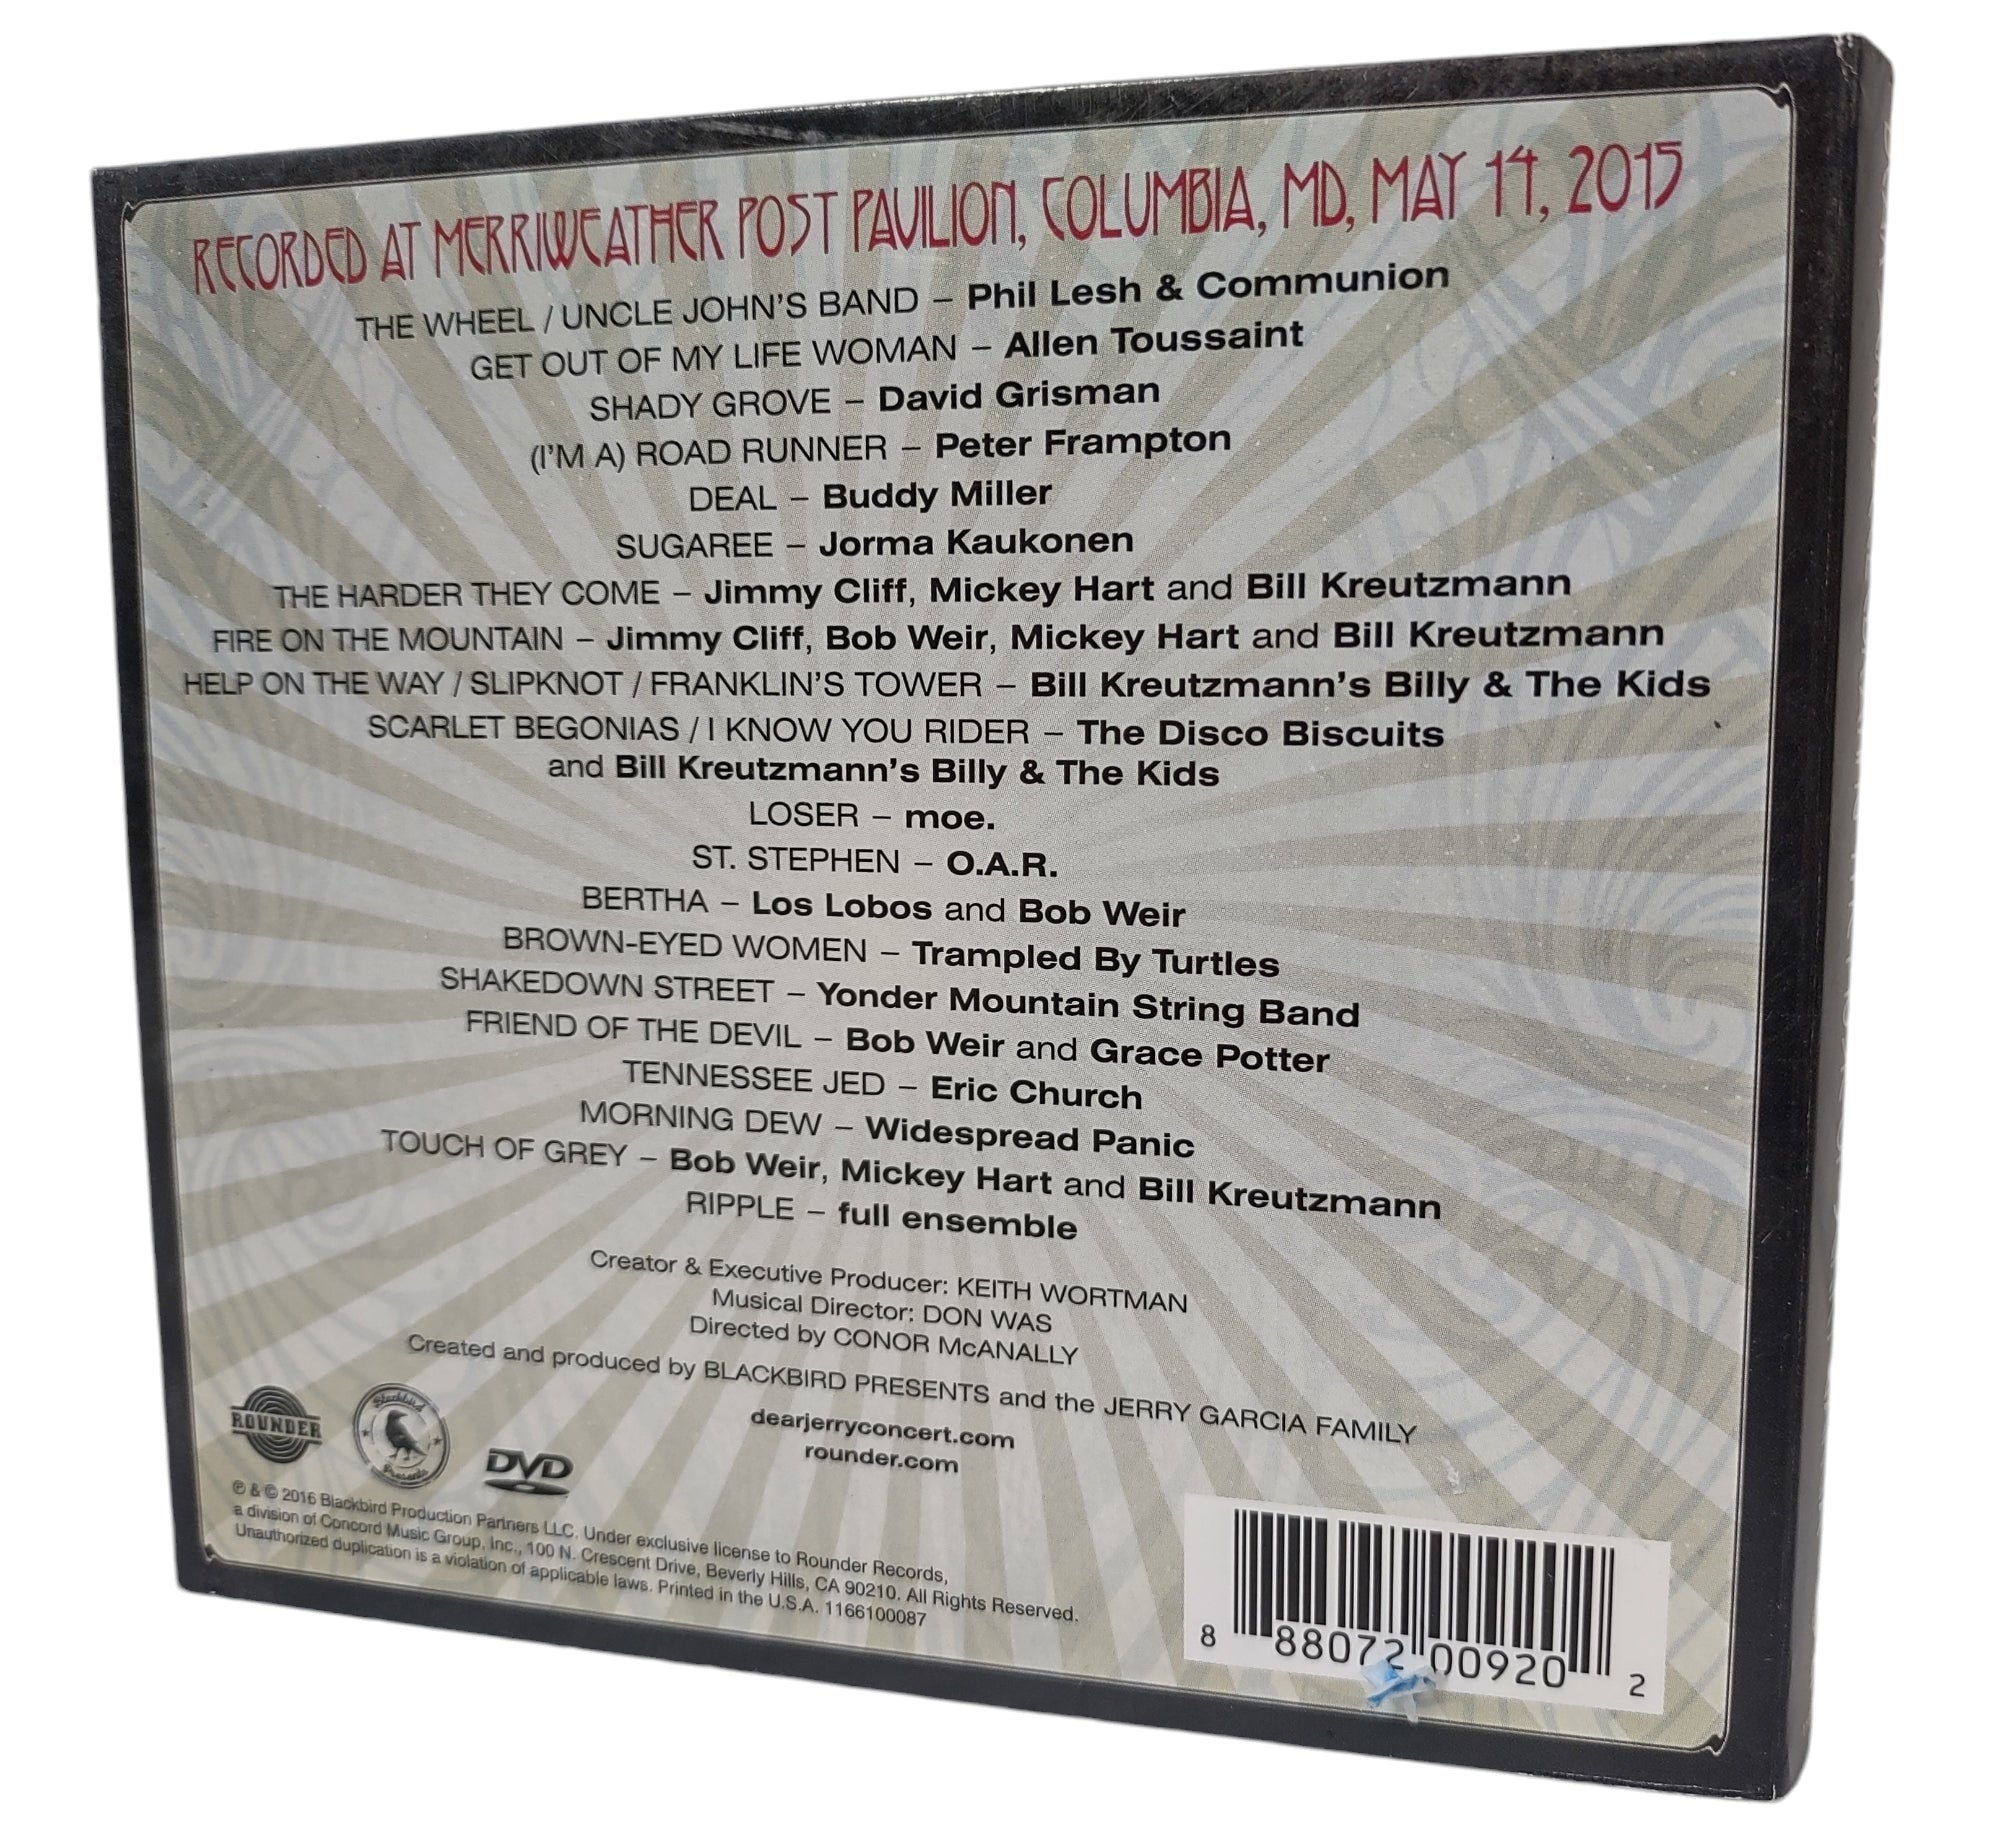 RECORDED AT MERRIWEATHER POST PAVILION, COLUMBIA, MD, MAY 14, 2015
THE WHEEL / UNCLE JOHN'S BAND – Phil Lesh & Communion
GET OUT OF MY LIFE WOMAN – Allen Toussaint
SHADY GROVE – David Grisman
(I'M A) ROAD RUNNER – Peter Frampton
DEAL – Buddy Miller
SUGAREE – Jorma Kaukonen
THE HARDER THEY COME – Jimmy Cliff, Mickey Hart and Bill Kreutzmann
FIRE ON THE MOUNTAIN – Jimmy Cliff, Bob Weir, Mickey Hart and Bill Kreutzmann
HELP ON THE WAY / SLIPKNOT / FRANKLIN'S TOWER – Bill Kreutzmann's Billy & The Kids
SCARLET BEGONIAS / I KNOW YOU RIDER – The Disco Biscuits
and Bill Kreutzmann's Billy & The Kids
LOSER – moe.
ST. STEPHEN – O.A.R.
BERTHA – Los Lobos and Bob Weir
BROWN-EYED WOMEN – Trampled By Turtles
SHAKEDOWN STREET – Yonder Mountain String Band
FRIEND OF THE DEVIL – Bob Weir and Grace Potter
TENNESSEE JED – Eric Church
MORNING DEW – Widespread Panic
TOUCH OF GREY – Bob Weir, Mickey Hart and Bill Kreutzmann
RIPPLE – full ensemble
Creator & Executive Producer: KEITH WORTMAN
Musical Director: DON WAS
Directed by CONOR McANALLY
Created and produced by BLACKBIRD PRESENTS and the JERRY GARCIA FAMILY
dearjerryconcert.com
rounder.com
ROUNDER
Blackbird
Presents
DVD
℗ & © 2016 Blackbird Production Partners LLC. Under exclusive license to Rounder Records,
a division of Concord Music Group, Inc., 100 N. Crescent Drive, Beverly Hills, CA 90210. All Rights Reserved.
Unauthorized duplication is a violation of applicable laws. Printed in the U.S.A. 1166100087
8 88072 00920 2